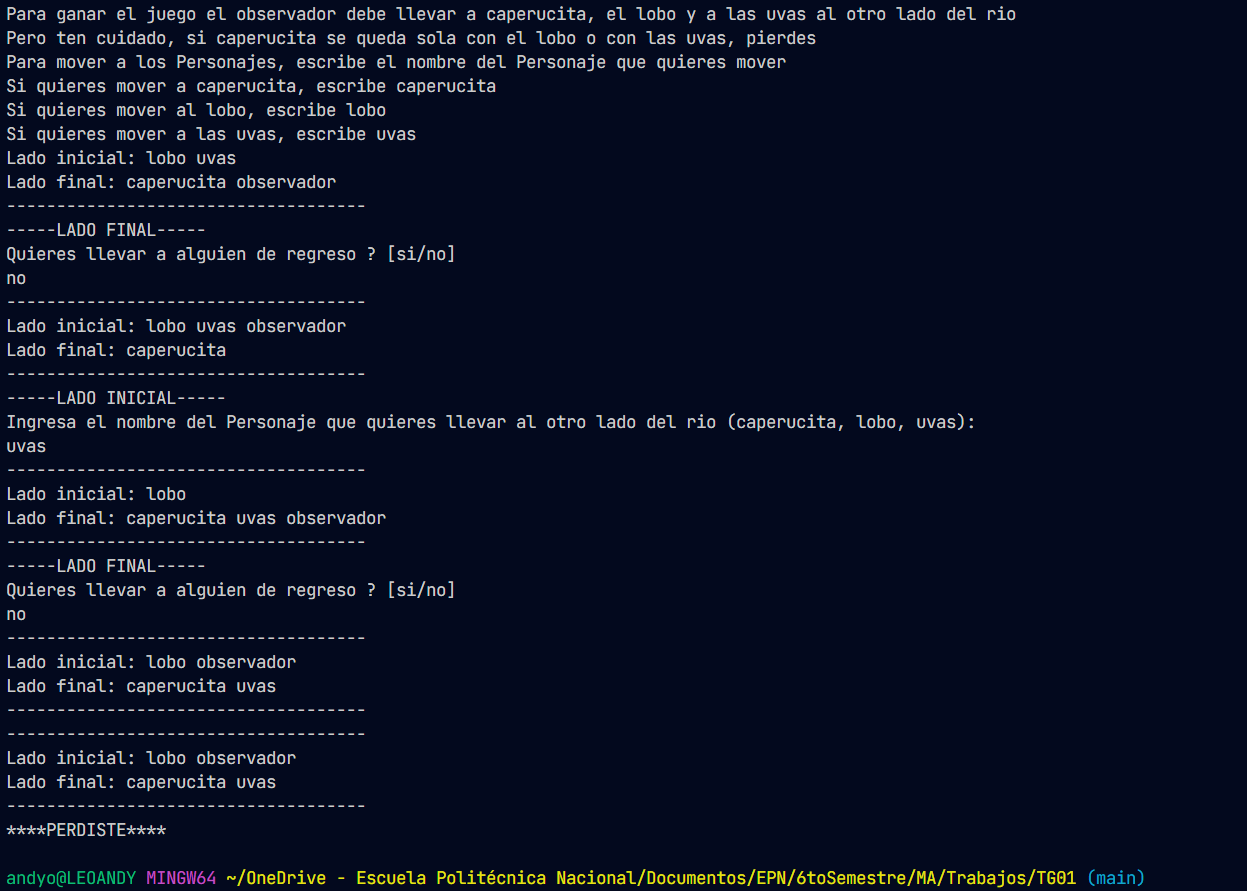 Para ganar el juego el observador debe llevar a caperucita, el lobo y a las uvas al otro lado del rio
Pero ten cuidado, si caperucita se queda sola con el lobo o con las uvas, pierdes
Para mover a los Personajes, escribe el nombre del Personaje que quieres mover
Si quieres mover a caperucita, escribe caperucita
Si quieres mover al lobo, escribe lobo
Si quieres mover a las uvas, escribe uvas
Lado inicial: lobo uvas
Lado final: caperucita observador
------------------------------------
-----LADO FINAL-----
Quieres llevar a alguien de regreso ? [si/no]
no
------------------------------------
Lado inicial: lobo uvas observador
Lado final: caperucita
------------------------------------
-----LADO INICIAL-----
Ingresa el nombre del Personaje que quieres llevar al otro lado del rio (caperucita, lobo, uvas):
uvas
------------------------------------
Lado inicial: lobo
Lado final: caperucita uvas observador
------------------------------------
-----LADO FINAL-----
Quieres llevar a alguien de regreso ? [si/no]
no
------------------------------------
Lado inicial: lobo observador
Lado final: caperucita uvas
------------------------------------
------------------------------------
Lado inicial: lobo observador
Lado final: caperucita uvas
------------------------------------
****PERDISTE****
andyo@LEOANDY MINGW64 ~/OneDrive - Escuela Politécnica Nacional/Documentos/EPN/6toSemestre/MA/Trabajos/TG01 (main)